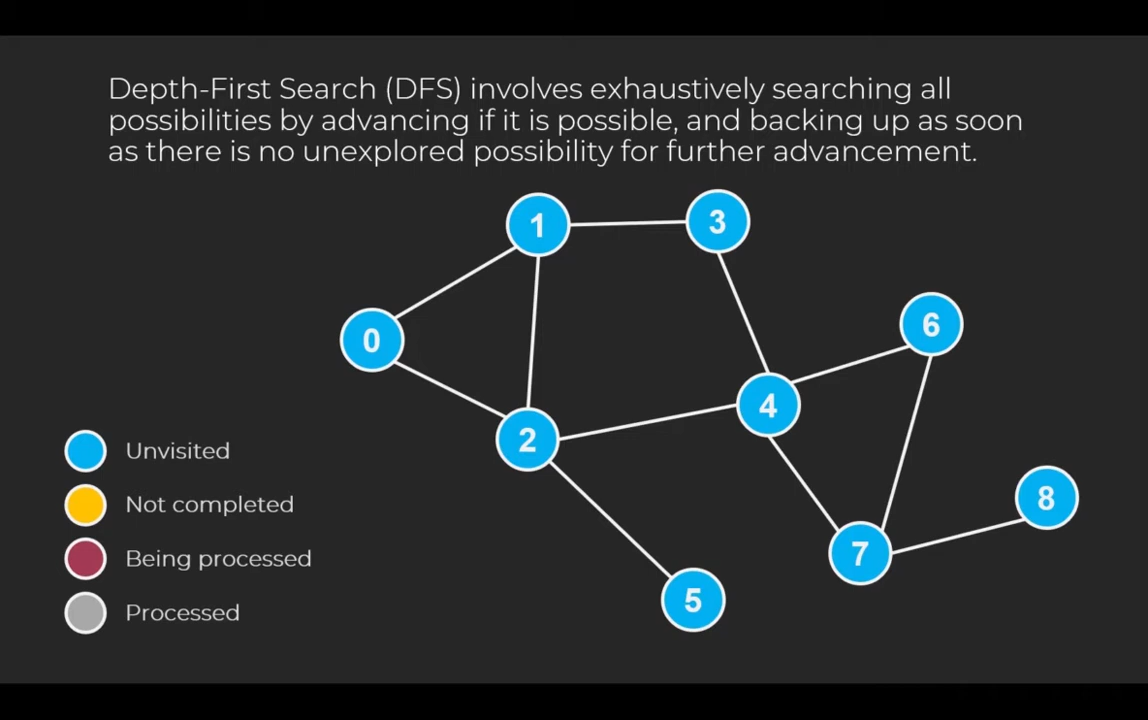 Depth-First Search (DFS) involves exhaustively searching all
possibilities by advancing if it is possible, and backing up as soon
as there is no unexplored possibility for further advancement.
1
3
6
0
4
2
Unvisited
8
Not completed
7
Being processed
5
Processed